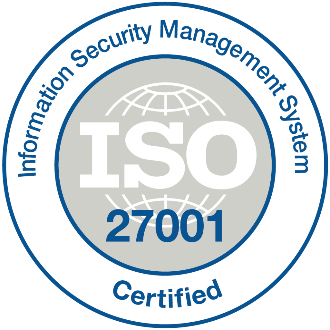 Information Security Management System
ISO
27001
Certified